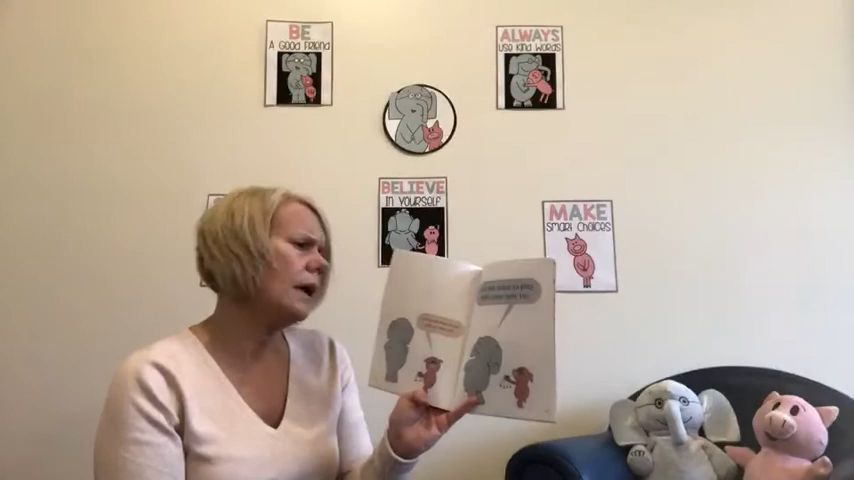 BE
A GOOD FRIEND
ALWAYS
USE KIND WORDS
BELIEVE
IN YOURSELF
MAKE
SMART CHOICES